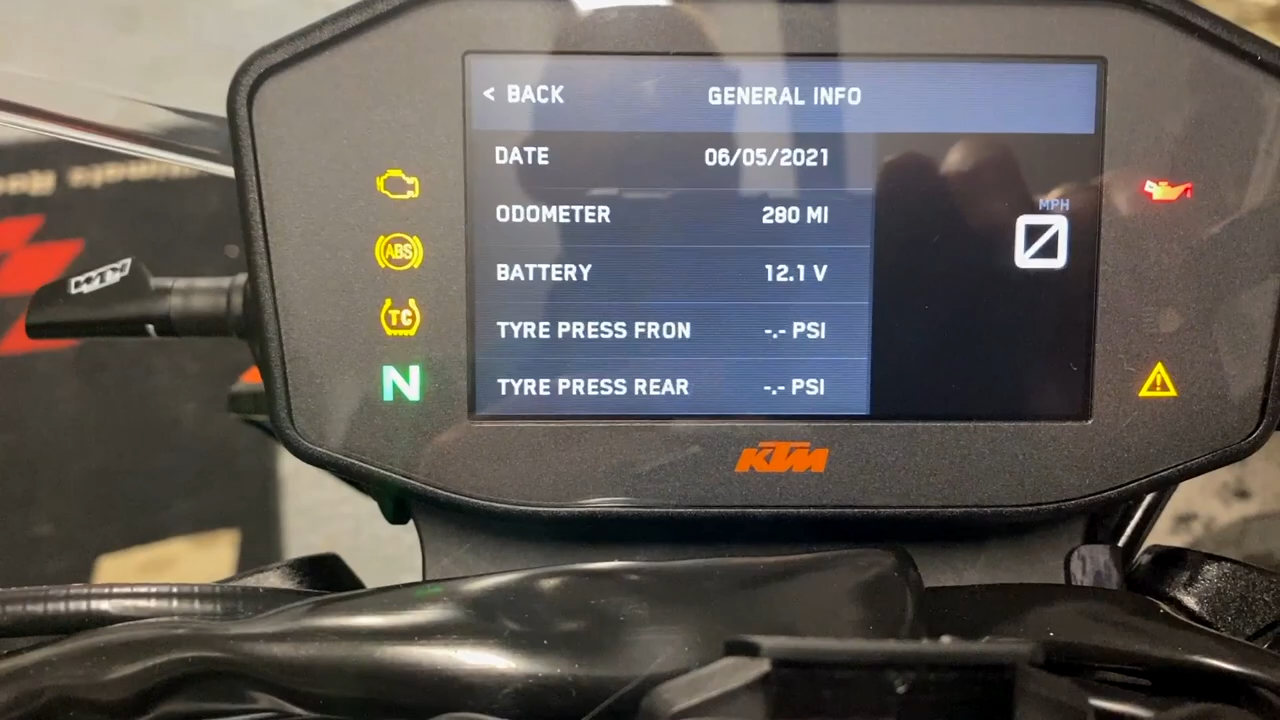 < BACK GENERAL INFO
DATE 06/05/2021
ODOMETER 280 MI
BATTERY 12.1 V
TYRE PRESS FRON -.- PSI
TYRE PRESS REAR -.- PSI
MPH
ABS
TC
N
KTM